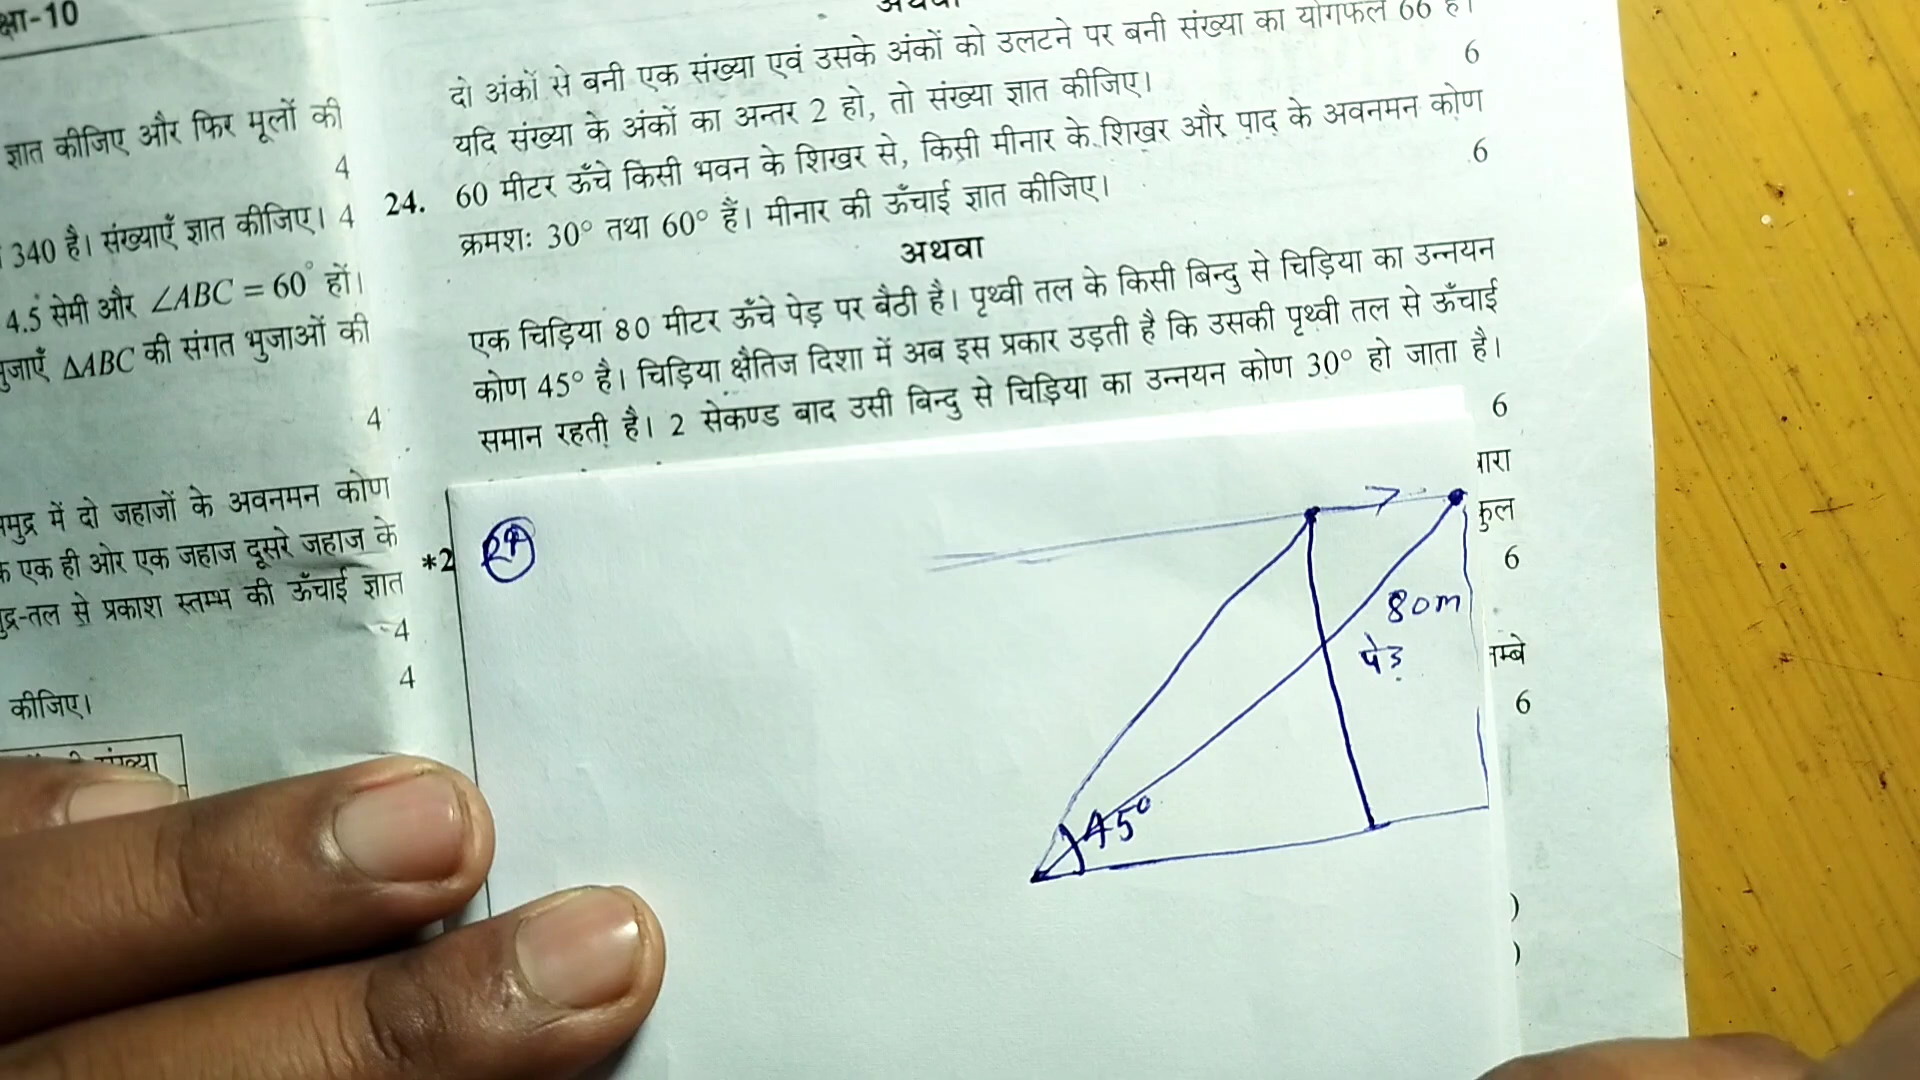 क्षा-10
ज्ञात कीजिए और फिर मूलों की
4
340 है। संख्याएँ ज्ञात कीजिए। 4
4.5 सेमी और ∠ABC = 60° हों।
भुजाएँ ΔABC की संगत भुजाओं की
4
समुद्र में दो जहाजों के अवनमन कोण
के एक ही ओर एक जहाज दूसरे जहाज के
समुद्र-तल से प्रकाश स्तम्भ की ऊँचाई ज्ञात
4
4
कीजिए।
संख्या
अथवा
दो अंकों से बनी एक संख्या एवं उसके अंकों को उलटने पर बनी संख्या का योगफल 66 है।
यदि संख्या के अंकों का अन्तर 2 हो, तो संख्या ज्ञात कीजिए। 6
24. 60 मीटर ऊँचे किसी भवन के शिखर से, किसी मीनार के शिखर और पाद के अवनमन कोण
क्रमशः 30° तथा 60° हैं। मीनार की ऊँचाई ज्ञात कीजिए। 6
अथवा
एक चिड़िया 80 मीटर ऊँचे पेड़ पर बैठी है। पृथ्वी तल के किसी बिन्दु से चिड़िया का उन्नयन
कोण 45° है। चिड़िया क्षैतिज दिशा में अब इस प्रकार उड़ती है कि उसकी पृथ्वी तल से ऊँचाई
समान रहती है। 2 सेकण्ड बाद उसी बिन्दु से चिड़िया का उन्नयन कोण 30° हो जाता है।
6
कुल
*2
6
6
24
80m
पेड़
45°